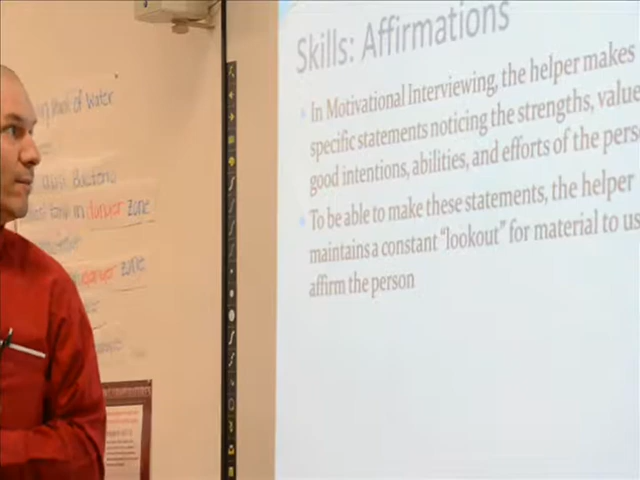 Skills: Affirmations
In Motivational Interviewing, the helper makes
specific statements noticing the strengths, value
good intentions, abilities, and efforts of the perso
To be able to make these statements, the helper
maintains a constant "lookout" for material to us
affirm the person
of Water
Bacteria
in danger zone
danger zone